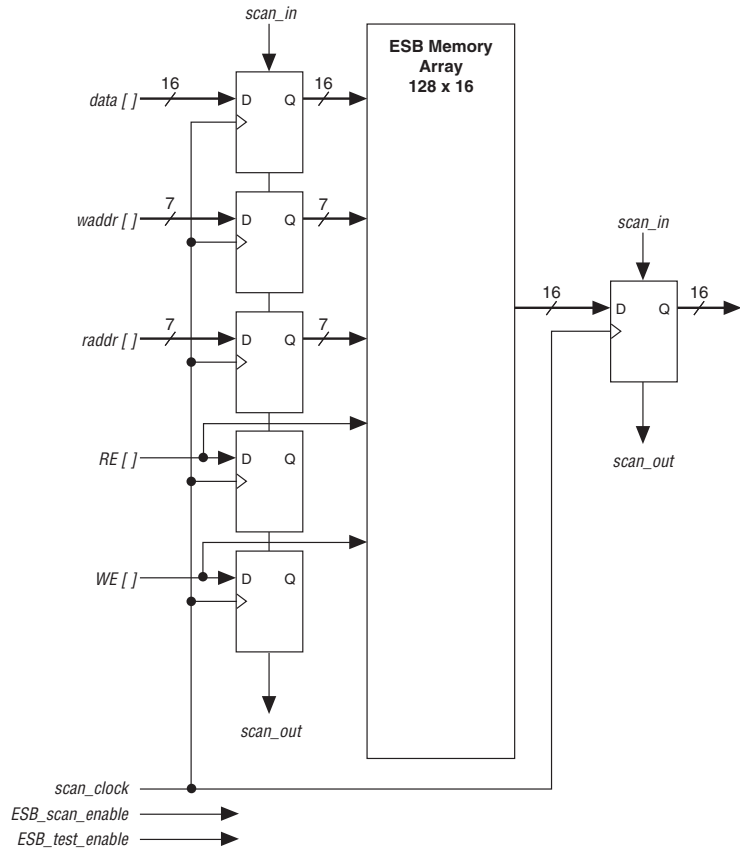 scan_in
ESB Memory
Array
128 x 16
data [ ]
16
D Q
16
waddr [ ]
7
D Q
7
scan_in
raddr [ ]
7
D Q
7
16
D Q
16
RE [ ]
D Q
scan_out
WE [ ]
D Q
scan_out
scan_clock
ESB_scan_enable
ESB_test_enable